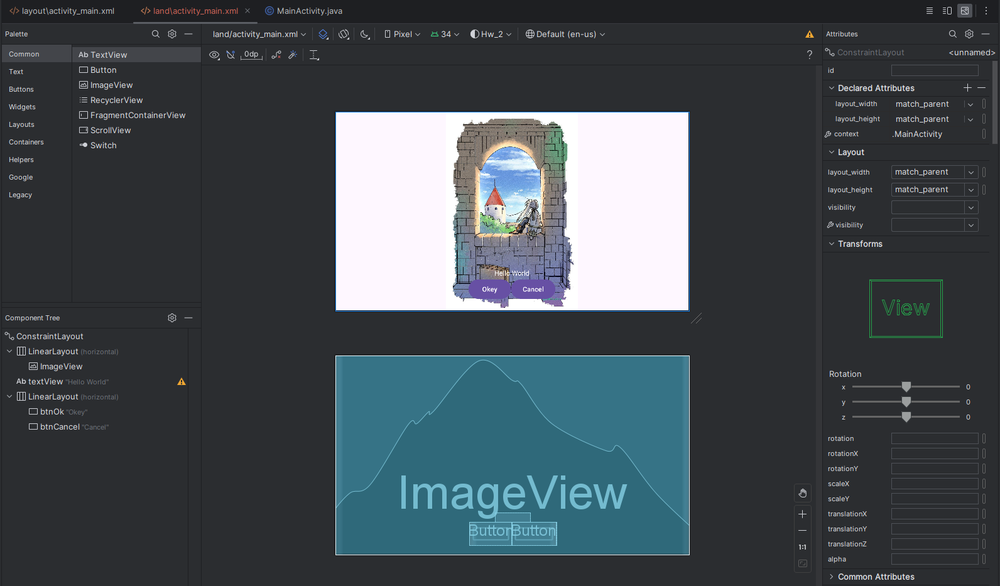 layout\activity_main.xml
land\activity_main.xml
MainActivity.java
Palette
land/activity_main.xml
Pixel
34
Hw_2
Default (en-us)
Attributes
Common
Text
Buttons
Widgets
Layouts
Containers
Helpers
Google
Legacy
Ab TextView
Button
ImageView
RecyclerView
FragmentContainerView
ScrollView
Switch
0dp
?
Hello World
Okey
Cancel
ImageView
Button
Button
1:1
Component Tree
ConstraintLayout
LinearLayout (horizontal)
ImageView
Ab textView "Hello World"
LinearLayout (horizontal)
btnOk "Okey"
btnCancel "Cancel"
ConstraintLayout
<unnamed>
id
Declared Attributes
layout_width match_parent
layout_height match_parent
context .MainActivity
Layout
layout_width match_parent
layout_height match_parent
visibility
visibility
Transforms
View
Rotation
x 0
y 0
z 0
rotation
rotationX
rotationY
scaleX
scaleY
translationX
translationY
translationZ
alpha
Common Attributes